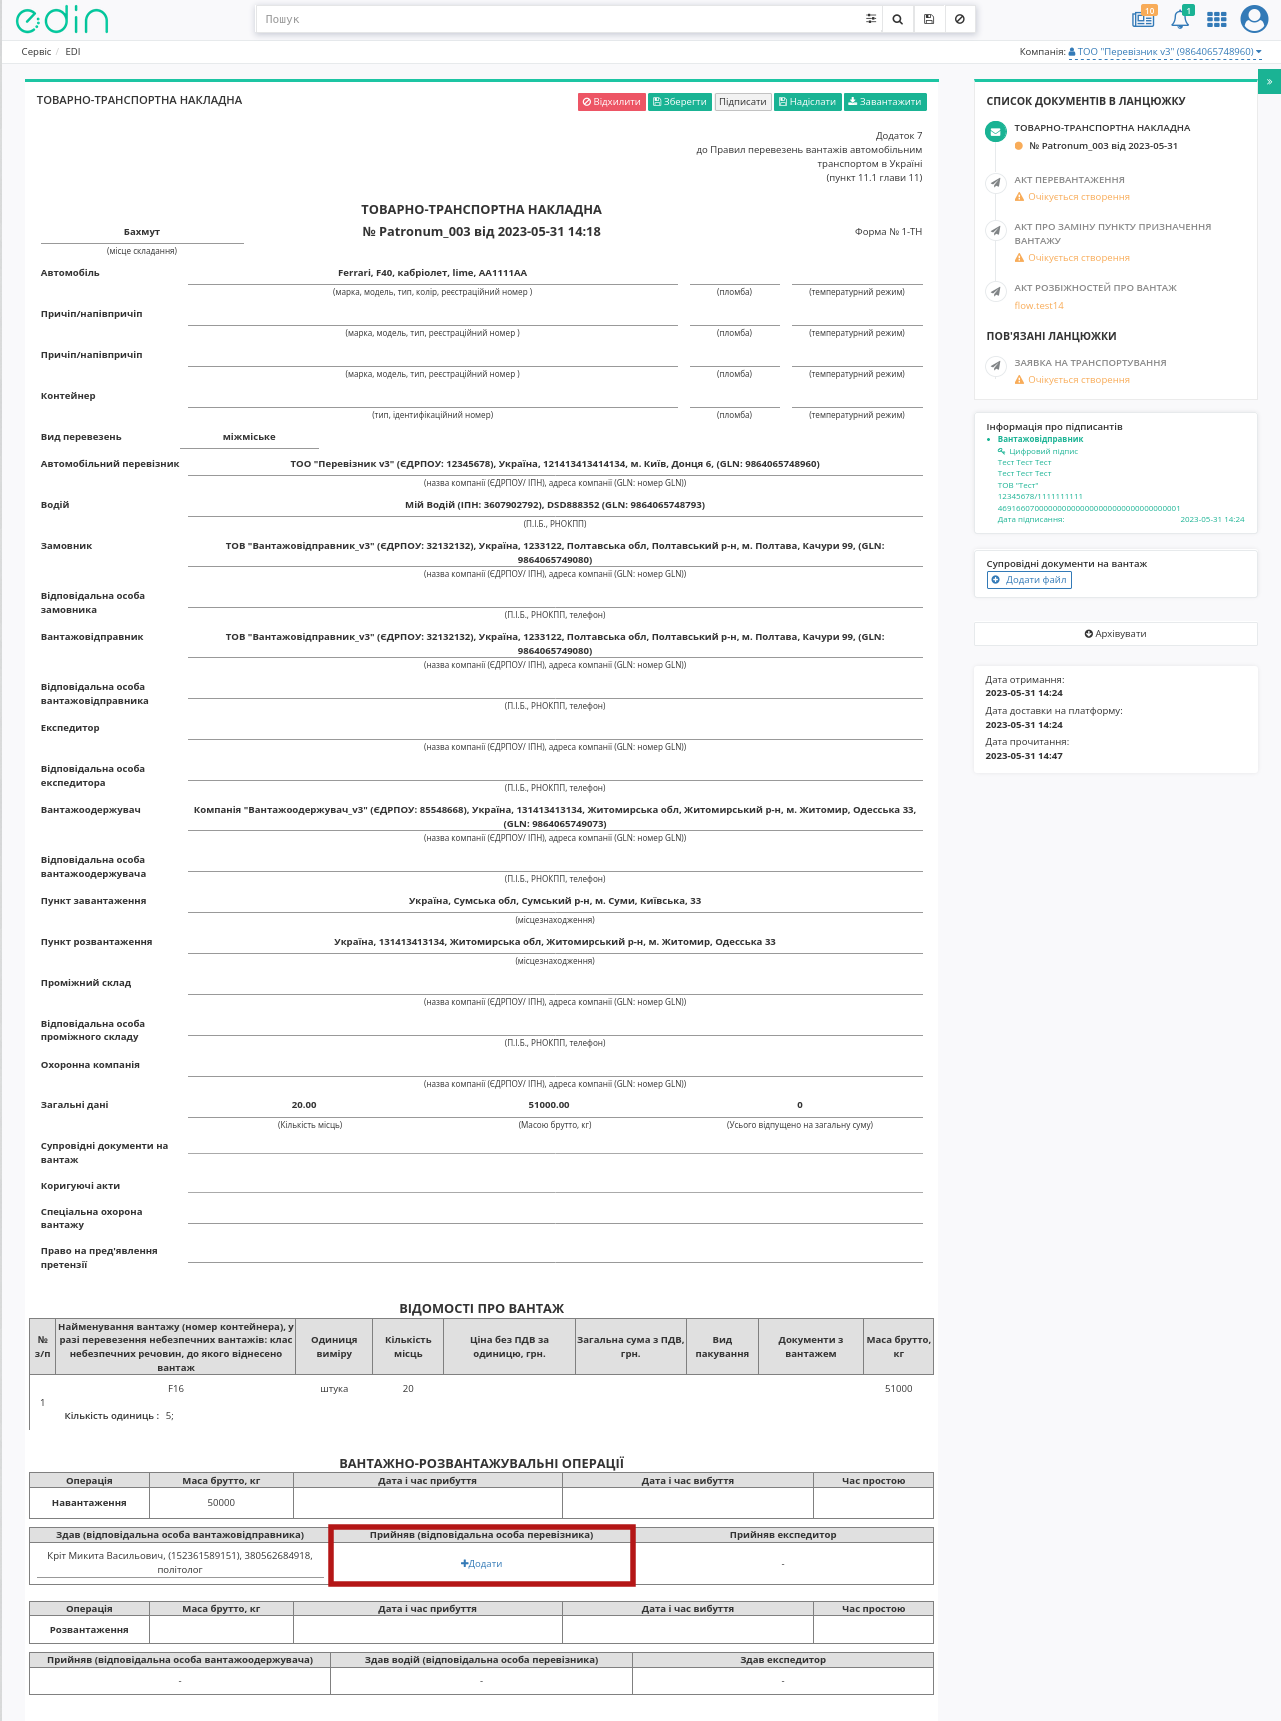 edin
Пошук
10
1
Сервіс / EDI
Компанія: ТОО "Перевізник v3" (9864065748960)
»
ТОВАРНО-ТРАНСПОРТНА НАКЛАДНА
Відхилити Зберегти Підписати Надіслати Завантажити
Додаток 7
до Правил перевезень вантажів автомобільним
транспортом в Україні
(пункт 11.1 глави 11)
ТОВАРНО-ТРАНСПОРТНА НАКЛАДНА
Бахмут № Patronum_003 від 2023-05-31 14:18 Форма № 1-ТН
(місце складання)
Автомобіль Ferrari, F40, кабріолет, lime, AA1111AA
(марка, модель, тип, колір, реєстраційний номер ) (пломба) (температурний режим)
Причіп/напівпричіп
(марка, модель, тип, реєстраційний номер ) (пломба) (температурний режим)
Причіп/напівпричіп
(марка, модель, тип, реєстраційний номер ) (пломба) (температурний режим)
Контейнер
(тип, ідентифікаційний номер) (пломба) (температурний режим)
Вид перевезень міжміське
Автомобільний перевізник ТОО "Перевізник v3" (ЄДРПОУ: 12345678), Україна, 121413413414134, м. Київ, Донця 6, (GLN: 9864065748960)
(назва компанії (ЄДРПОУ/ ІПН), адреса компанії (GLN: номер GLN))
Водій Мій Водій (ІПН: 3607902792), DSD888352 (GLN: 9864065748793)
(П.І.Б., РНОКПП)
Замовник ТОВ "Вантажовідправник_v3" (ЄДРПОУ: 32132132), Україна, 1233122, Полтавська обл, Полтавський р-н, м. Полтава, Качури 99, (GLN:
9864065749080)
(назва компанії (ЄДРПОУ/ ІПН), адреса компанії (GLN: номер GLN))
Відповідальна особа
замовника
(П.І.Б., РНОКПП, телефон)
Вантажовідправник ТОВ "Вантажовідправник_v3" (ЄДРПОУ: 32132132), Україна, 1233122, Полтавська обл, Полтавський р-н, м. Полтава, Качури 99, (GLN:
9864065749080)
(назва компанії (ЄДРПОУ/ ІПН), адреса компанії (GLN: номер GLN))
Відповідальна особа
вантажовідправника
(П.І.Б., РНОКПП, телефон)
Експедитор
(назва компанії (ЄДРПОУ/ ІПН), адреса компанії (GLN: номер GLN))
Відповідальна особа
експедитора
(П.І.Б., РНОКПП, телефон)
Вантажоодержувач Компанія "Вантажоодержувач_v3" (ЄДРПОУ: 85548668), Україна, 131413413134, Житомирська обл, Житомирський р-н, м. Житомир, Одесська 33,
(GLN: 9864065749073)
(назва компанії (ЄДРПОУ/ ІПН), адреса компанії (GLN: номер GLN))
Відповідальна особа
вантажоодержувача
(П.І.Б., РНОКПП, телефон)
Пункт завантаження Україна, Сумська обл, Сумський р-н, м. Суми, Київська, 33
(місцезнаходження)
Пункт розвантаження Україна, 131413413134, Житомирська обл, Житомирський р-н, м. Житомир, Одесська 33
(місцезнаходження)
Проміжний склад
(назва компанії (ЄДРПОУ/ ІПН), адреса компанії (GLN: номер GLN))
Відповідальна особа
проміжного складу
(П.І.Б., РНОКПП, телефон)
Охоронна компанія
(назва компанії (ЄДРПОУ/ ІПН), адреса компанії (GLN: номер GLN))
Загальні дані 20.00 51000.00 0
(Кількість місць) (Масою брутто, кг) (Усього відпущено на загальну суму)
Супровідні документи на
вантаж
Коригуючі акти
Спеціальна охорона
вантажу
Право на пред'явлення
претензії
ВІДОМОСТІ ПРО ВАНТАЖ
№ з/п Найменування вантажу (номер контейнера), у разі перевезення небезпечних вантажів: клас небезпечних речовин, до якого віднесено вантаж Одиниця виміру Кількість місць Ціна без ПДВ за одиницю, грн. Загальна сума з ПДВ, грн. Вид пакування Документи з вантажем Маса брутто, кг
F16 штука 20 51000
1
Кількість одиниць : 5;
ВАНТАЖНО-РОЗВАНТАЖУВАЛЬНІ ОПЕРАЦІЇ
Операція Маса брутто, кг Дата і час прибуття Дата і час вибуття Час простою
Навантаження 50000
Здав (відповідальна особа вантажовідправника) Прийняв (відповідальна особа перевізника) Прийняв експедитор
Кріт Микита Васильович, (152361589151), 380562684918,
політолог
Додати -
Операція Маса брутто, кг Дата і час прибуття Дата і час вибуття Час простою
Розвантаження
Прийняв (відповідальна особа вантажоодержувача) Здав водій (відповідальна особа перевізника) Здав експедитор
- - -
СПИСОК ДОКУМЕНТІВ В ЛАНЦЮЖКУ
ТОВАРНО-ТРАНСПОРТНА НАКЛАДНА
№ Patronum_003 від 2023-05-31
АКТ ПЕРЕВАНТАЖЕННЯ
Очікується створення
АКТ ПРО ЗАМІНУ ПУНКТУ ПРИЗНАЧЕННЯ
ВАНТАЖУ
Очікується створення
АКТ РОЗБІЖНОСТЕЙ ПРО ВАНТАЖ
flow.test14
ПОВ'ЯЗАНІ ЛАНЦЮЖКИ
ЗАЯВКА НА ТРАНСПОРТУВАННЯ
Очікується створення
Інформація про підписантів
Вантажовідправник
Цифровий підпис
Тест Тест Тест
Тест Тест Тест
ТОВ "Тест"
12345678/1111111111
Дата підписання: 2023-05-31 14:24
Супровідні документи на вантаж
Додати файл
Архівувати
Дата отримання:
2023-05-31 14:24
Дата доставки на платформу:
2023-05-31 14:24
Дата прочитання:
2023-05-31 14:47